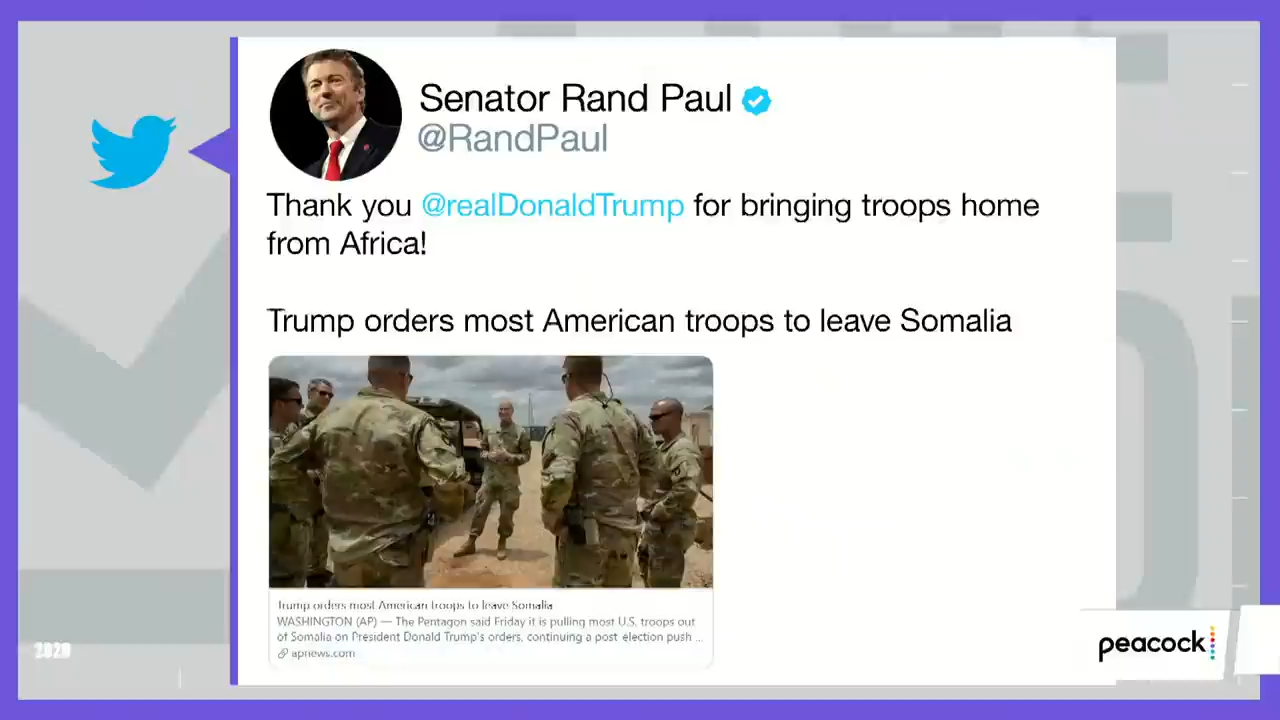 Senator Rand Paul
@RandPaul
Thank you @realDonaldTrump for bringing troops home
from Africa!
Trump orders most American troops to leave Somalia
Trump orders most American troops to leave Somalia
WASHINGTON (AP) — The Pentagon said Friday it is pulling most U.S. troops out
of Somalia on President Donald Trump's orders, continuing a post election push ...
apnews.com
2020
peacock